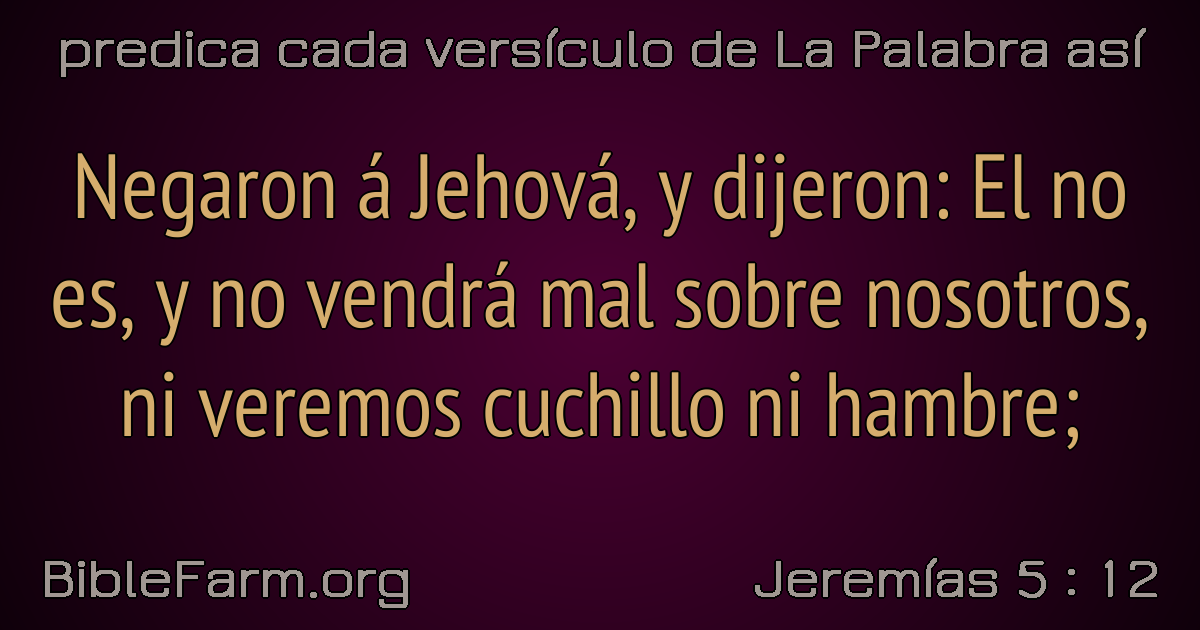 predica cada versículo de La Palabra así
Negaron á Jehová, y dijeron: El no
es, y no vendrá mal sobre nosotros,
ni veremos cuchillo ni hambre;
BibleFarm.org
Jeremías 5 : 12